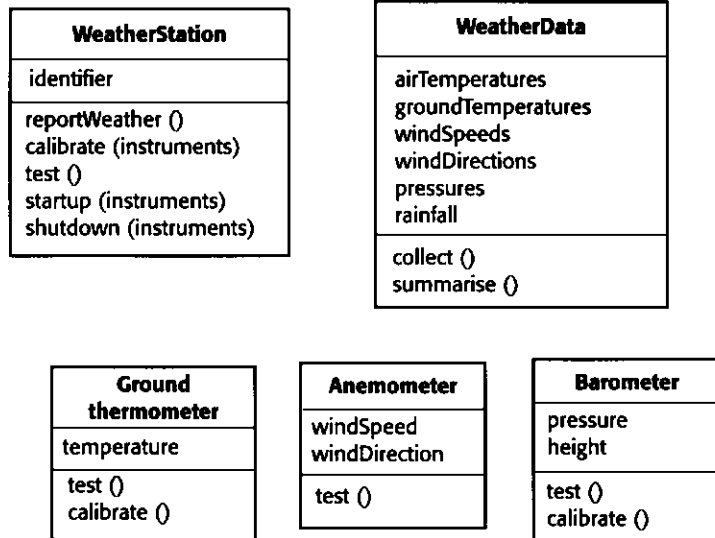 WeatherStation
identifier
reportWeather ()
calibrate (instruments)
test ()
startup (instruments)
shutdown (instruments)
WeatherData
airTemperatures
groundTemperatures
windSpeeds
windDirections
pressures
rainfall
collect ()
summarise ()
Ground
thermometer
temperature
test ()
calibrate ()
Anemometer
windSpeed
windDirection
test ()
Barometer
pressure
height
test ()
calibrate ()